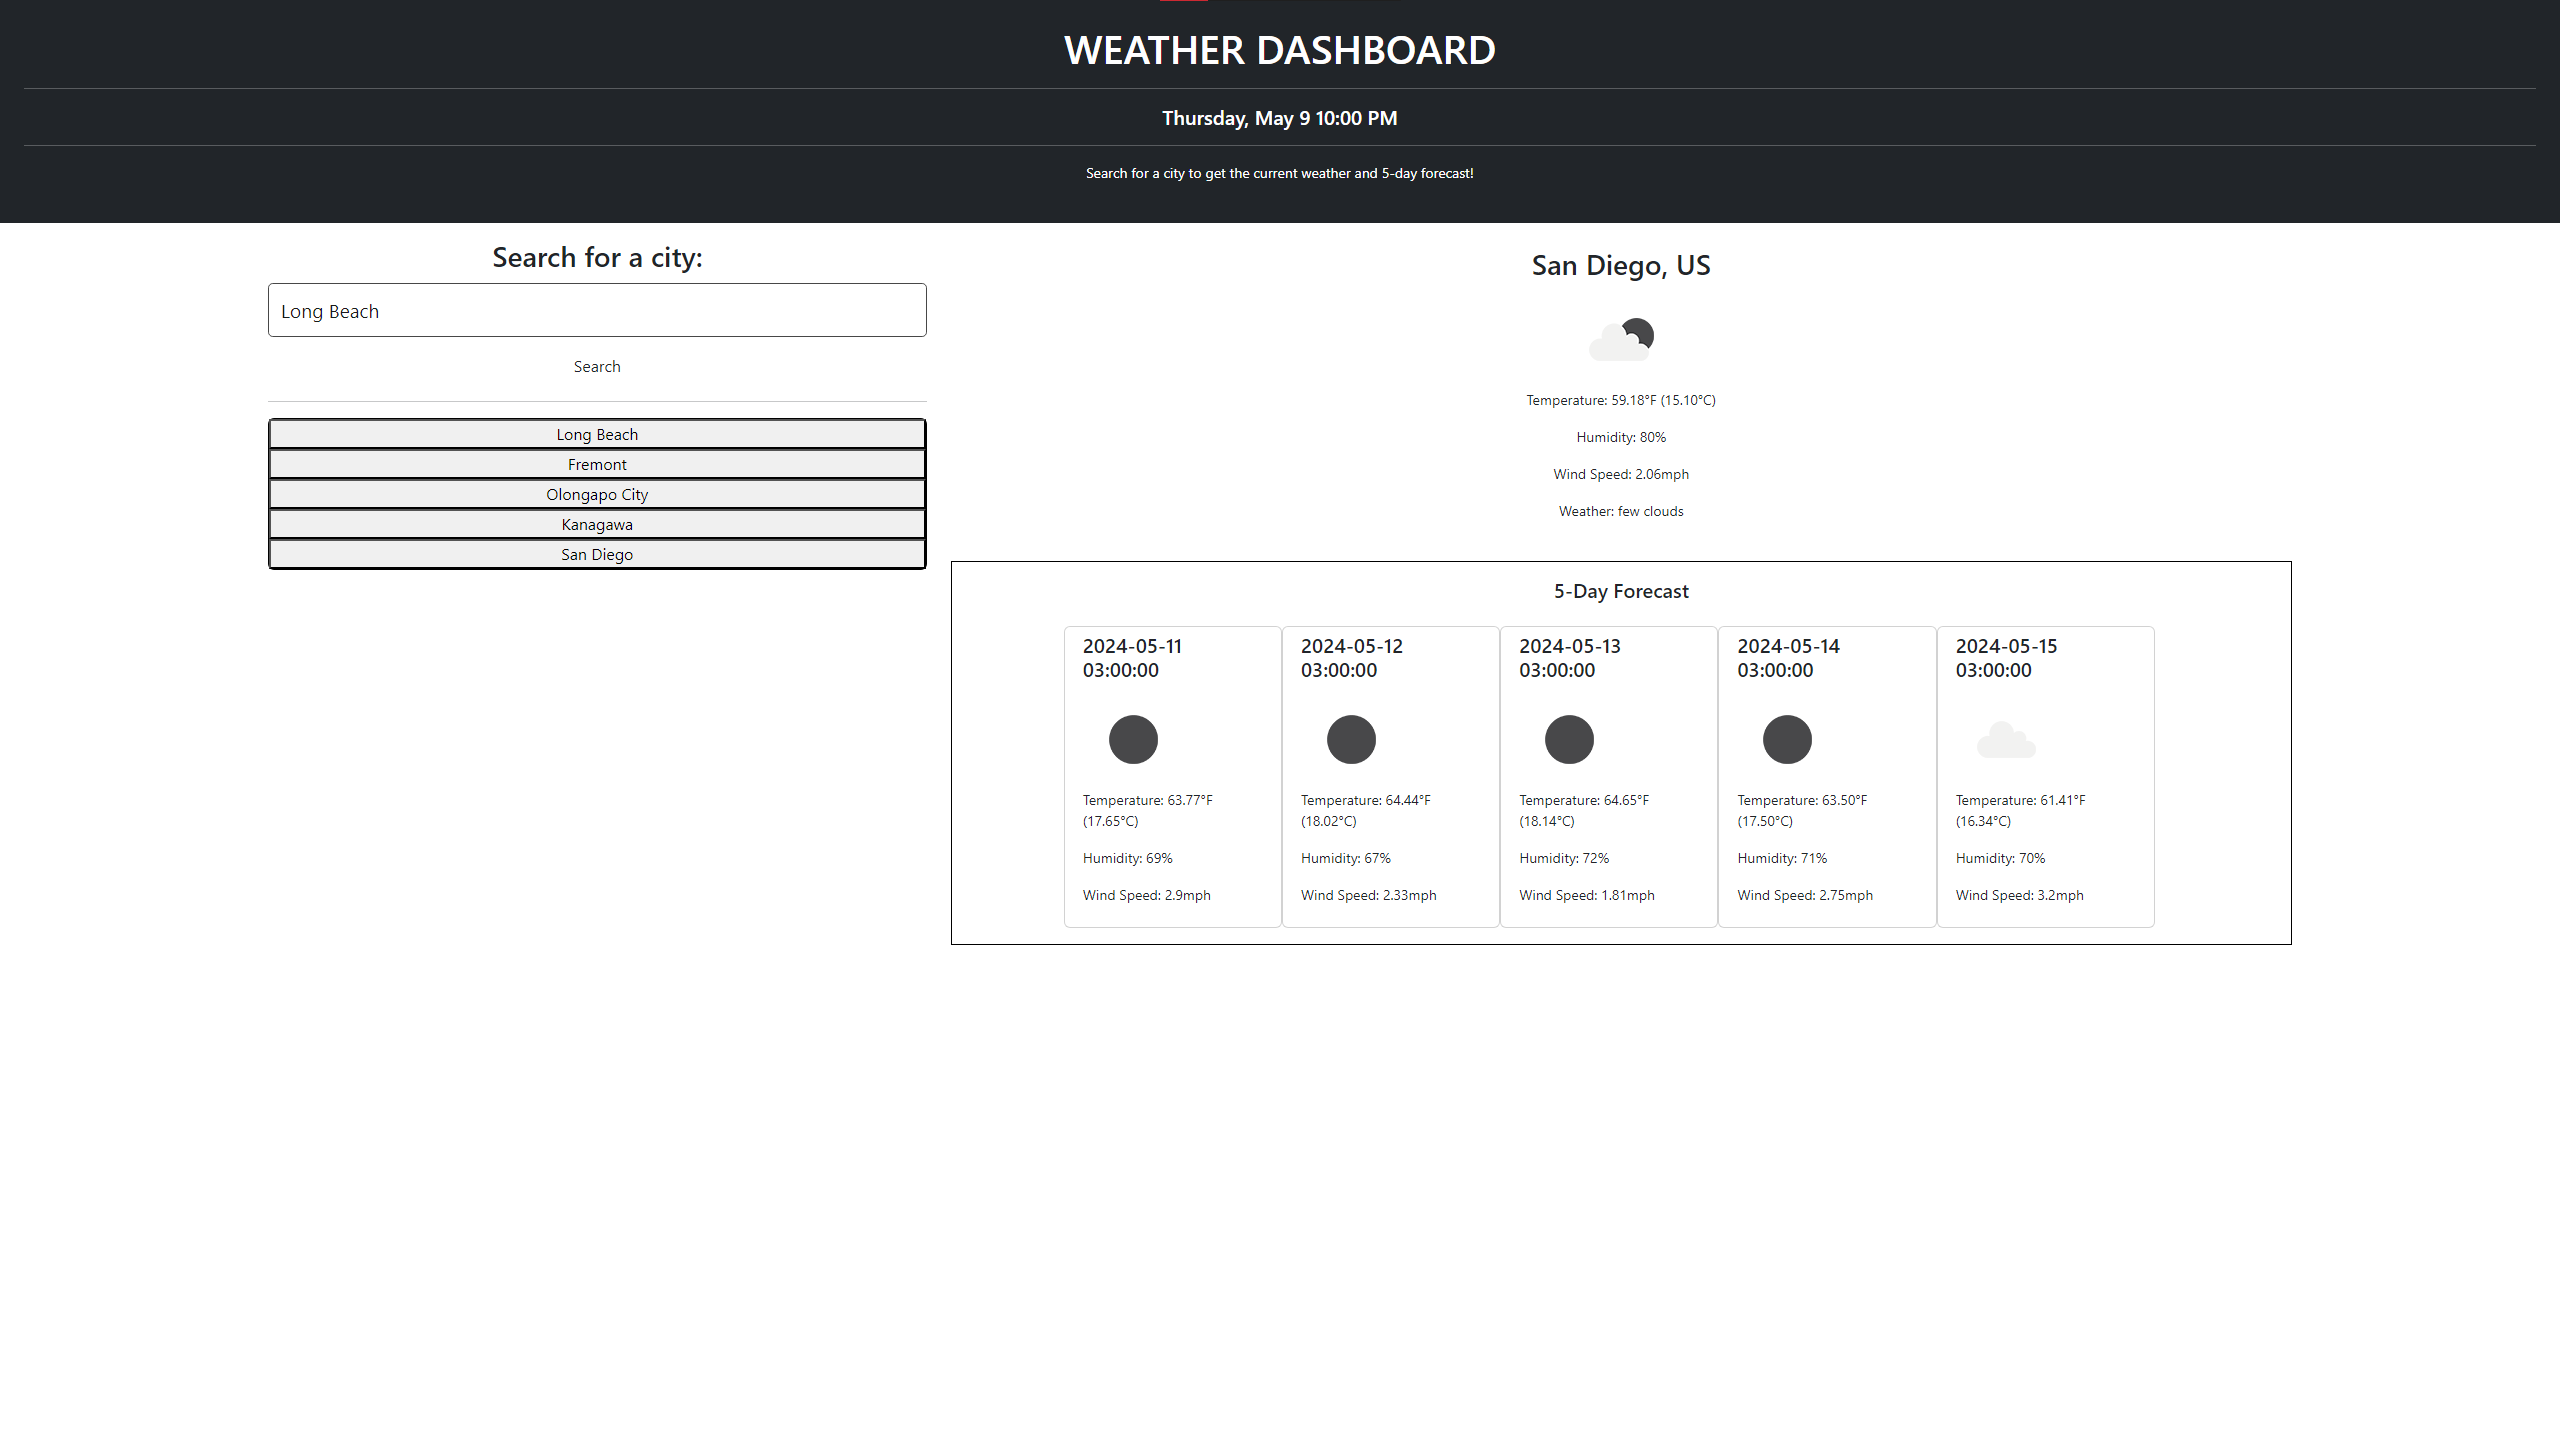 WEATHER DASHBOARD
Thursday, May 9 10:00 PM
Search for a city to get the current weather and 5-day forecast!
Search for a city:
Long Beach
Search
Long Beach
Fremont
Olongapo City
Kanagawa
San Diego
San Diego, US
Temperature: 59.18°F (15.10°C)
Humidity: 80%
Wind Speed: 2.06mph
Weather: few clouds
5-Day Forecast
2024-05-11
03:00:00
Temperature: 63.77°F
(17.65°C)
Humidity: 69%
Wind Speed: 2.9mph
2024-05-12
03:00:00
Temperature: 64.44°F
(18.02°C)
Humidity: 67%
Wind Speed: 2.33mph
2024-05-13
03:00:00
Temperature: 64.65°F
(18.14°C)
Humidity: 72%
Wind Speed: 1.81mph
2024-05-14
03:00:00
Temperature: 63.50°F
(17.50°C)
Humidity: 71%
Wind Speed: 2.75mph
2024-05-15
03:00:00
Temperature: 61.41°F
(16.34°C)
Humidity: 70%
Wind Speed: 3.2mph